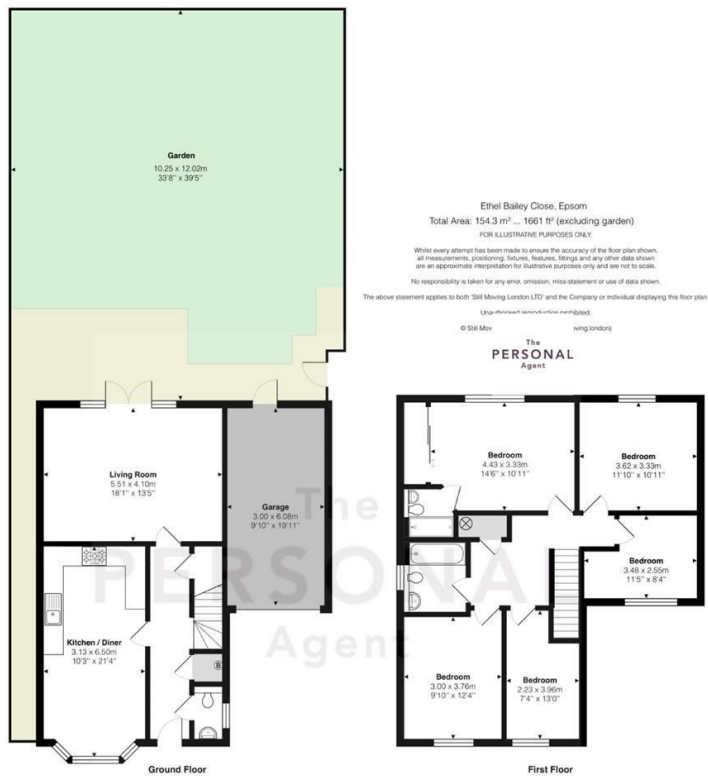 Garden
10.25 x 12.02m
33'8" x 39'5"
Ethel Bailey Close, Epsom
Total Area: 154.3 m² ... 1661 ft² (excluding garden)
FOR ILLUSTRATIVE PURPOSES ONLY.
Whilst every attempt has been made to ensure the accuracy of the floor plan shown,
all measurements, positioning, fixtures, features, fittings and any other data shown
are an approximate interpretation for illustrative purposes only and are not to scale.
No responsibility is taken for any error, omission, miss-statement or use of data shown.
The above statement applies to both 'Still Moving London LTD' and the Company or individual displaying this floor plan
Unauthorised reproduction prohibited.
© Still Mov
ving.london)
The
PERSONAL
Agent
Living Room
5.51 x 4.10m
18'1" x 13'5"
Garage
3.00 x 6.08m
9'10" x 19'11"
Kitchen / Diner
3.13 x 6.50m
10'3" x 21'4"
B
Ground Floor
Bedroom
4.43 x 3.33m
14'6" x 10'11"
Bedroom
3.62 x 3.33m
11'10" x 10'11"
Bedroom
3.48 x 2.55m
11'5" x 8'4"
Bedroom
3.00 x 3.76m
9'10" x 12'4"
Bedroom
2.23 x 3.96m
7'4" x 13'0"
First Floor
The
PERSONAL
Agent